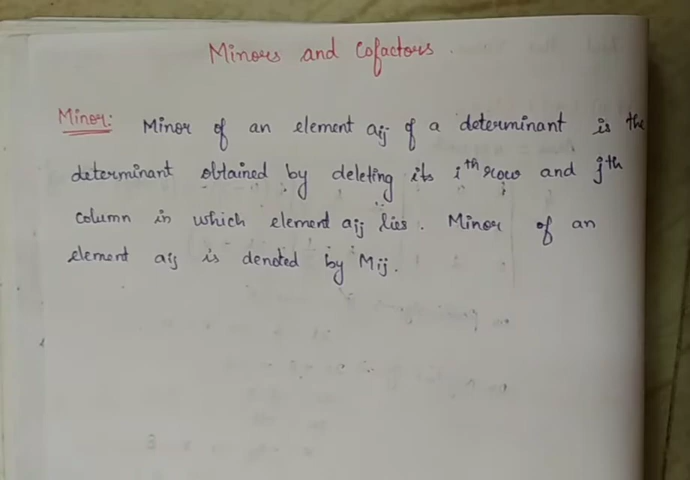 Minors and Cofactors.
Minor: Minor of an element aij of a determinant is the
determinant obtained by deleting its ith row and jth
column in which element aij lies. Minor of an
element aij is denoted by Mij.